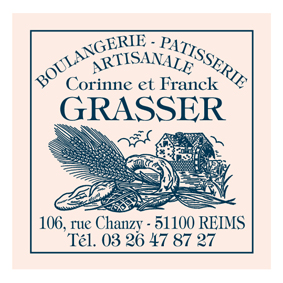 BOULANGERIE - PATISSERIE
ARTISANALE
Corinne et Franck
GRASSER
106, rue Chanzy - 51100 REIMS
Tél. 03 26 47 87 27